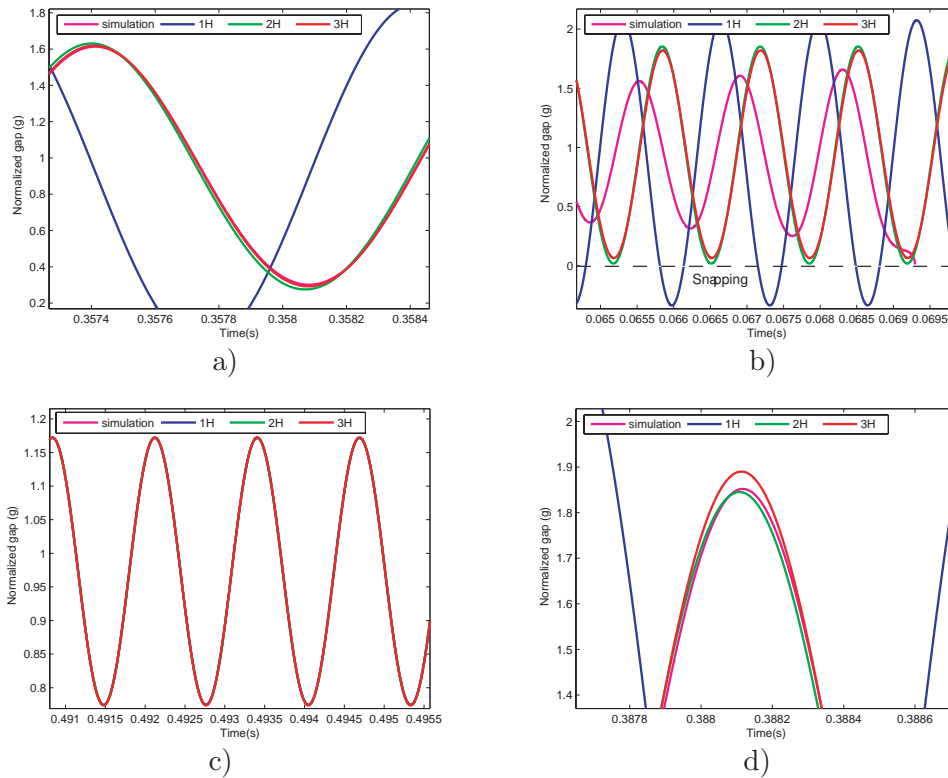 simulation 1H 2H 3H
1.8
1.6
1.4
1.2
1.0
0.8
0.6
0.4
0.2
Normalized gap (g)
0.3574 0.3576 0.3578 0.358 0.3582 0.3584
Time(s)
a)
simulation 1H 2H 3H
2
1.5
1
0.5
0
Normalized gap (g)
Snapping
0.065 0.0655 0.066 0.0665 0.067 0.0675 0.068 0.0685 0.069 0.0695
Time(s)
b)
simulation 1H 2H 3H
1.2
1.15
1.1
1.05
1
0.95
0.9
0.85
0.8
Normalized gap (g)
0.491 0.4915 0.492 0.4925 0.493 0.4935 0.494 0.4945 0.495 0.4955
Time(s)
c)
simulation 1H 2H 3H
2
1.9
1.8
1.7
1.6
1.5
1.4
Normalized gap (g)
0.3878 0.388 0.3882 0.3884 0.3886
Time(s)
d)